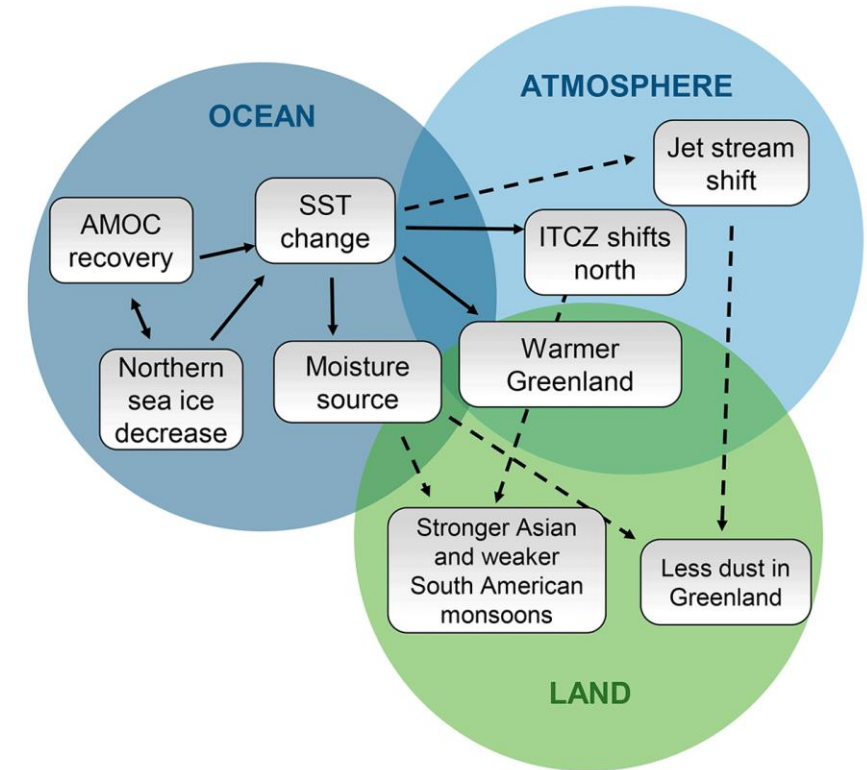 OCEAN
ATMOSPHERE
Jet stream
shift
SST
change
AMOC
recovery
ITCZ shifts
north
Northern
sea ice
decrease
Moisture
source
Warmer
Greenland
Stronger Asian
and weaker
South American
monsoons
Less dust in
Greenland
LAND